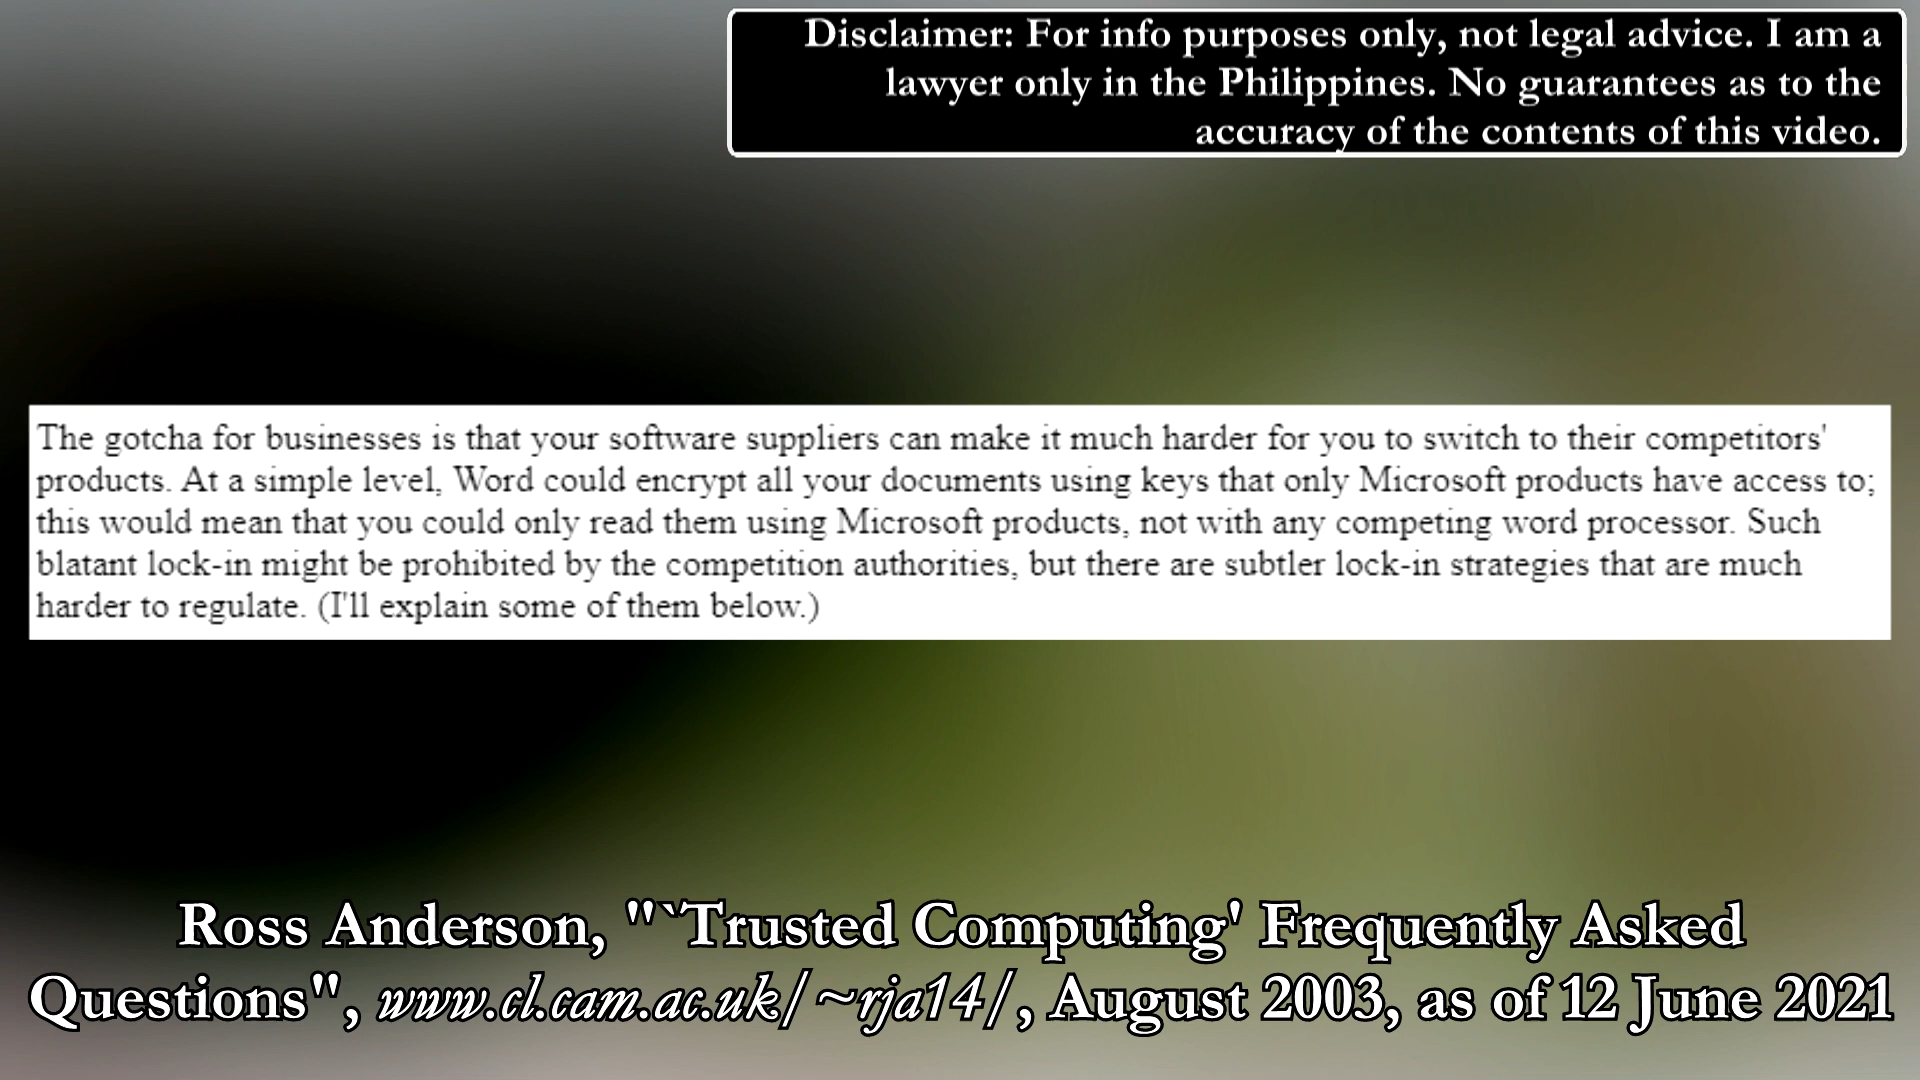 Disclaimer: For info purposes only, not legal advice. I am a
lawyer only in the Philippines. No guarantees as to the
accuracy of the contents of this video.
The gotcha for businesses is that your software suppliers can make it much harder for you to switch to their competitors'
products. At a simple level, Word could encrypt all your documents using keys that only Microsoft products have access to;
this would mean that you could only read them using Microsoft products, not with any competing word processor. Such
blatant lock-in might be prohibited by the competition authorities, but there are subtler lock-in strategies that are much
harder to regulate. (I'll explain some of them below.)
Ross Anderson, "`Trusted Computing' Frequently Asked
Questions", www.cl.cam.ac.uk/~rja14/, August 2003, as of 12 June 2021